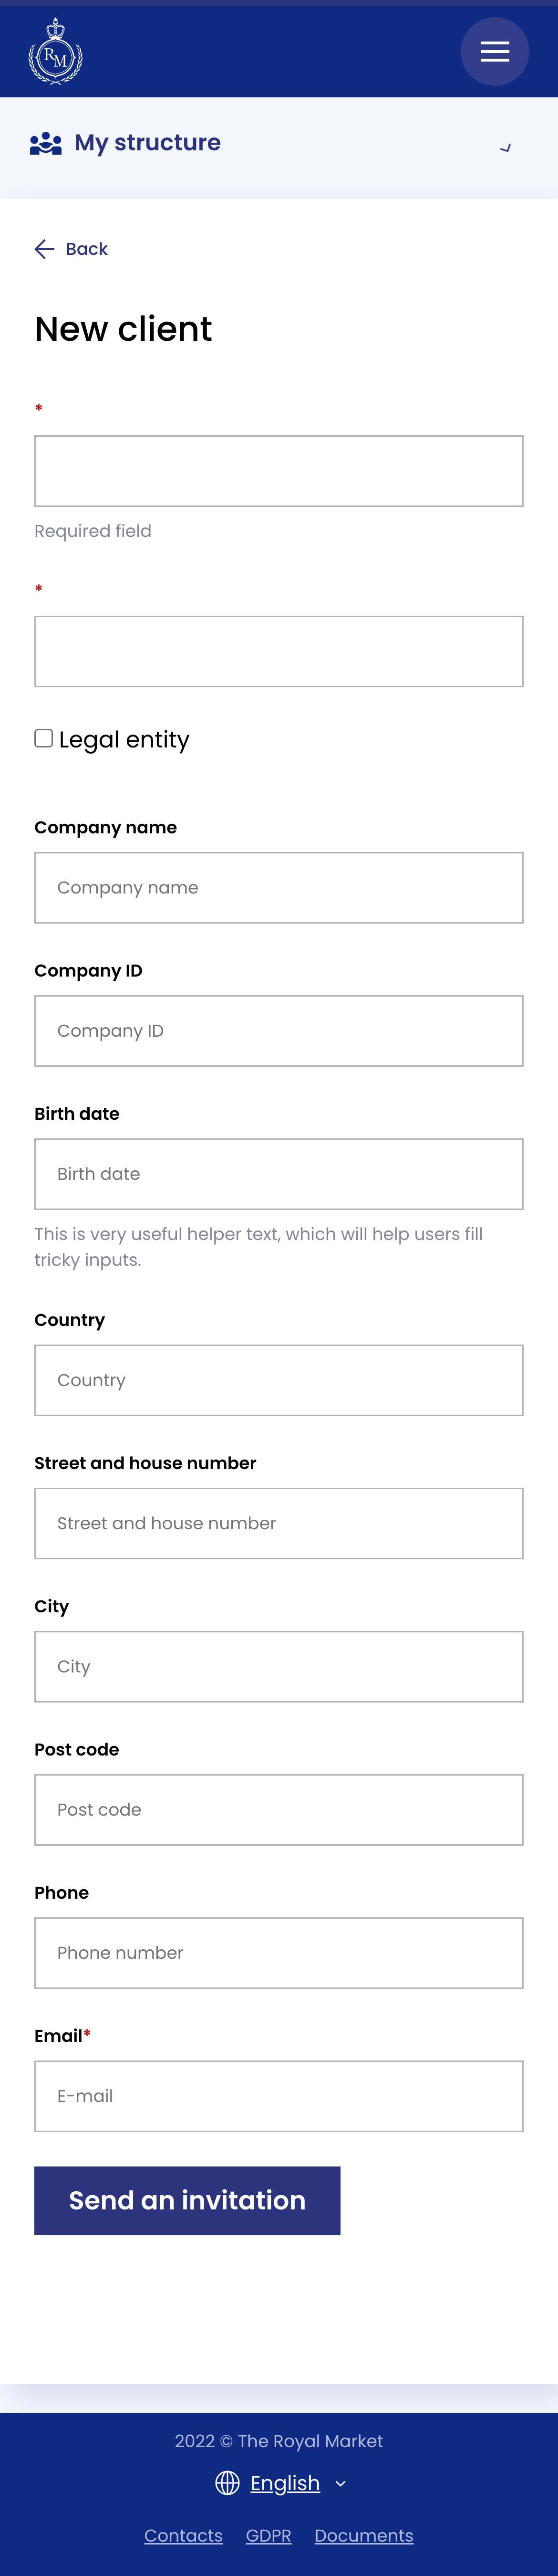 RM
My structure
Back
New client
*
Required field
*
Legal entity
Company name
Company name
Company ID
Company ID
Birth date
Birth date
This is very useful helper text, which will help users fill
tricky inputs.
Country
Country
Street and house number
Street and house number
City
City
Post code
Post code
Phone
Phone number
Email*
E-mail
Send an invitation
2022 © The Royal Market
English
Contacts GDPR Documents